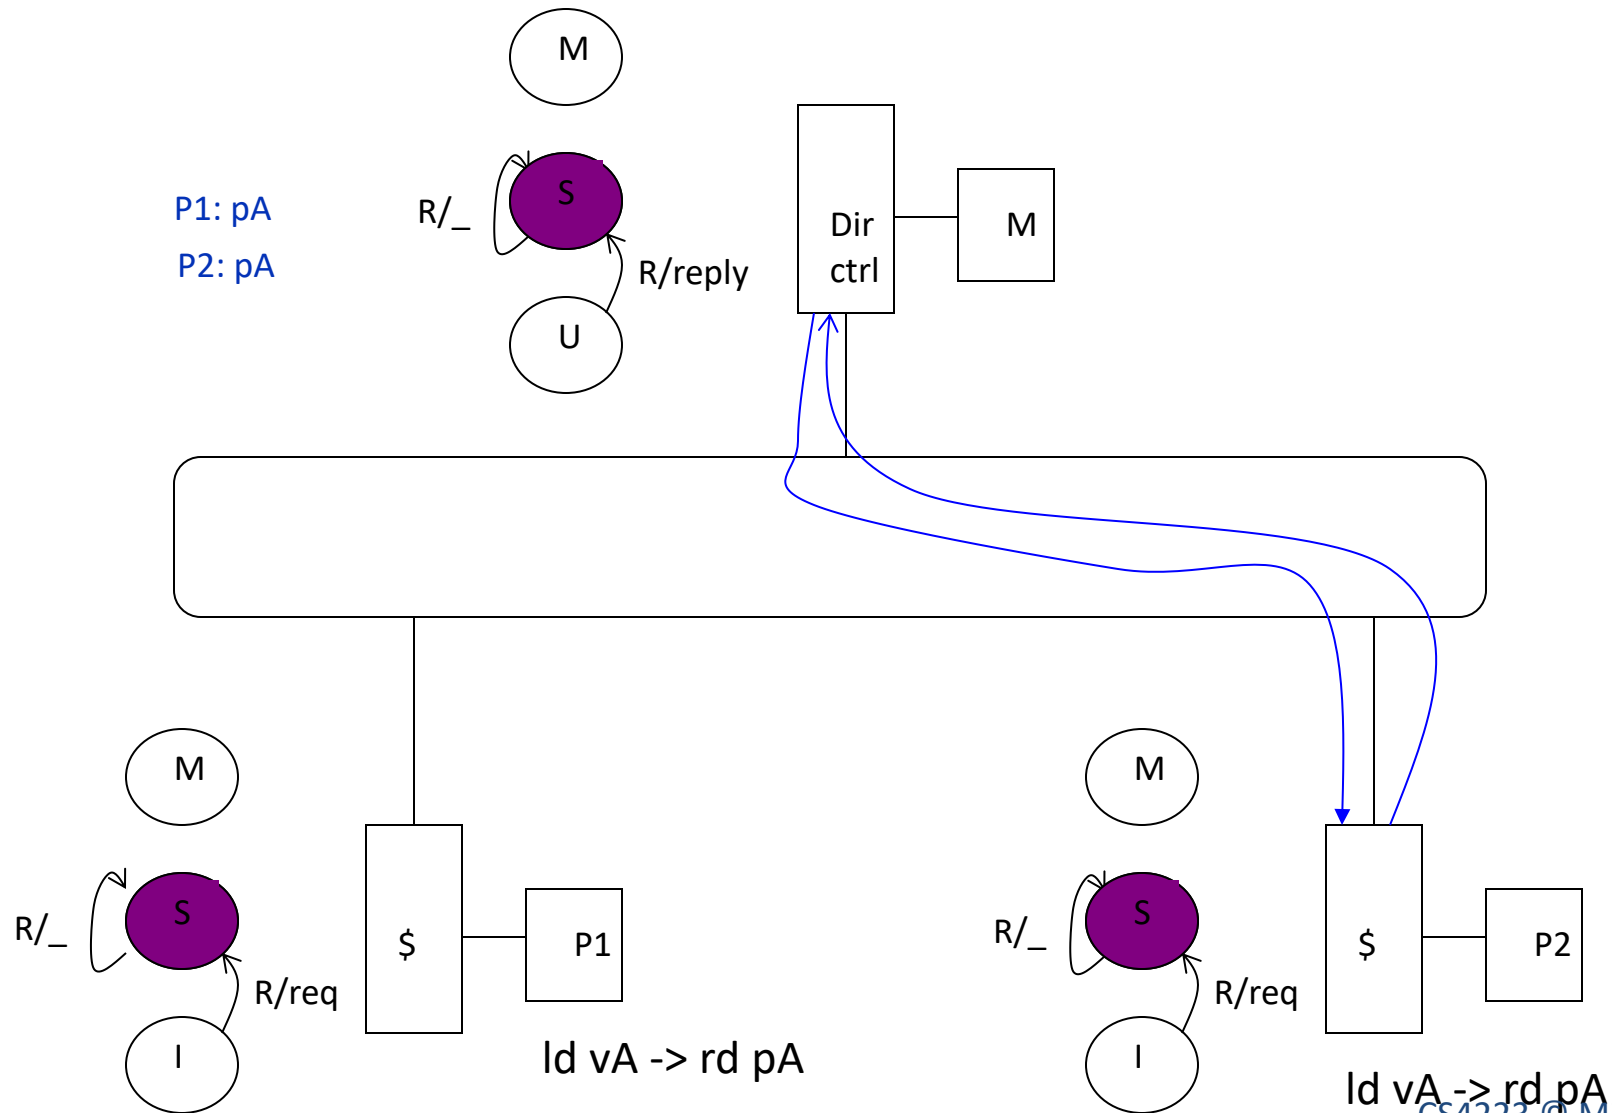 M
S
R/_
P1: pA
P2: pA
R/reply
U
Dir
ctrl
M
M
S
R/_
R/req
I
$
P1
ld vA -> rd pA
M
S
R/_
R/req
I
$
P2
ld vA -> rd pA